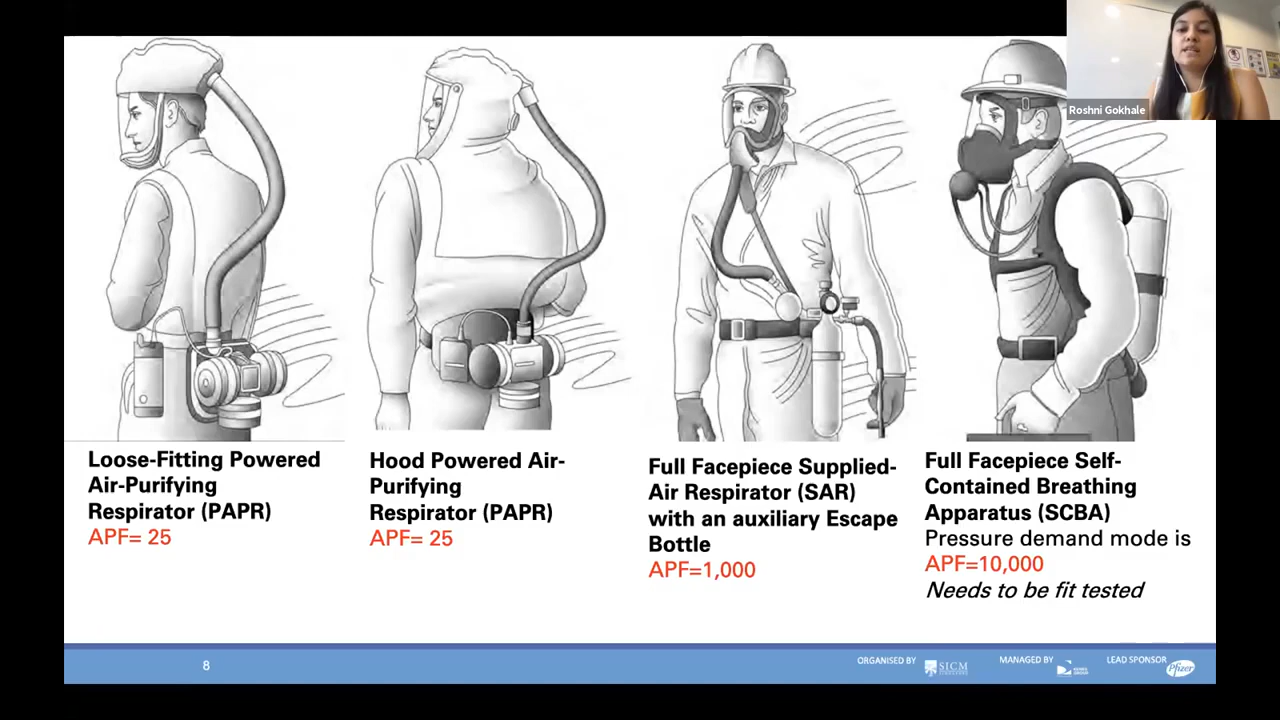 Roshni Gokhale
Loose-Fitting Powered
Air-Purifying
Respirator (PAPR)
APF= 25
Hood Powered Air-
Purifying
Respirator (PAPR)
APF= 25
Full Facepiece Supplied-
Air Respirator (SAR)
with an auxiliary Escape
Bottle
APF=1,000
Full Facepiece Self-
Contained Breathing
Apparatus (SCBA)
Pressure demand mode is
APF=10,000
Needs to be fit tested
8
ORGANISED BY
SICM
MANAGED BY
LEAD SPONSOR
Pfizer